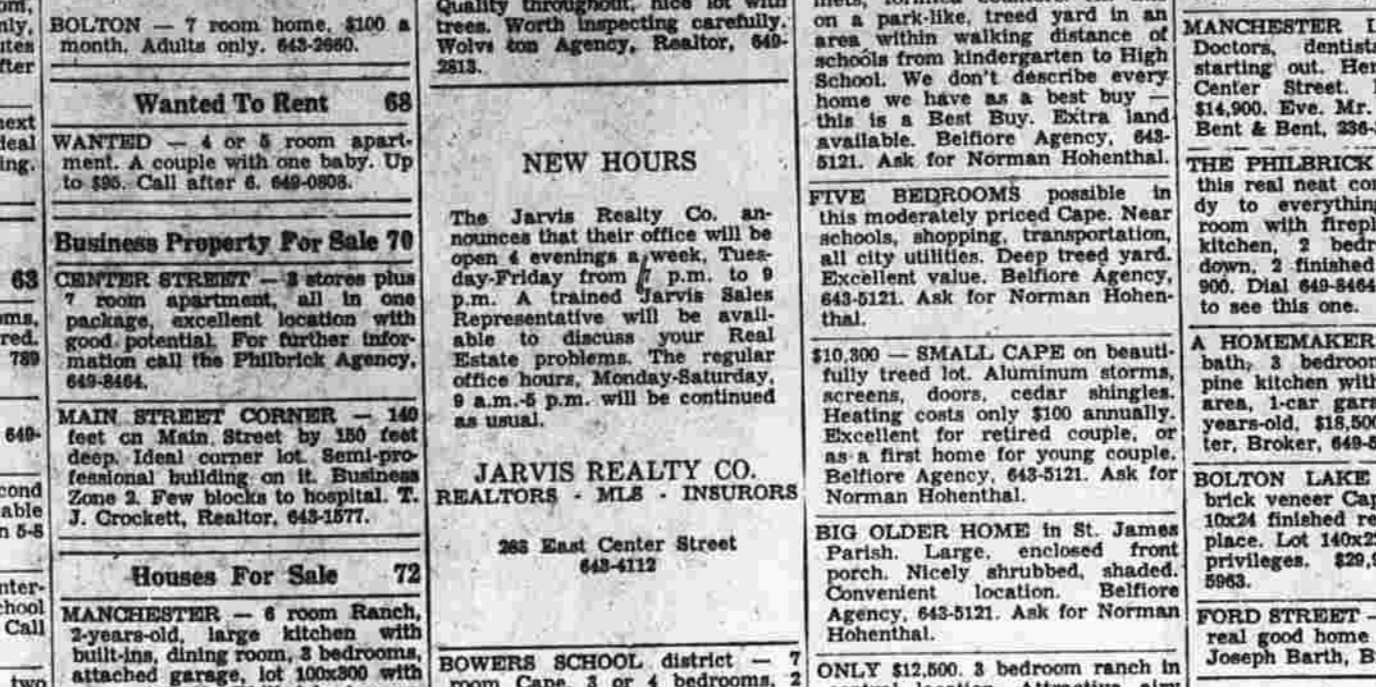 63
789
649-
5-8
Call
two
BOLTON — 7 room home, $100 a
month. Adults only. 643-2660.
Wanted To Rent 68
WANTED — 4 or 5 room apart-
ment. A couple with one baby. Up
to $95. Call after 6. 649-0808.
Business Property For Sale 70
CENTER STREET — 3 stores plus
7 room apartment, all in one
package, excellent location with
good potential. For further infor-
mation call the Philbrick Agency,
649-8464.
MAIN STREET CORNER — 140
feet on Main Street by 150 feet
deep. Ideal corner lot. Semi-pro-
fessional building on it. Business
Zone 2. Few blocks to hospital. T.
J. Crockett, Realtor, 643-1577.
Houses For Sale 72
MANCHESTER — 6 room Ranch,
2-years-old, large kitchen with
built-ins, dining room, 3 bedrooms,
attached garage, lot 100x300 with
Quality throughout, nice lot with
trees. Worth inspecting carefully.
Agency, Realtor, 649-
2813.
NEW HOURS
The Jarvis Realty Co. an-
nounces that their office will be
open 4 evenings a week, Tues-
day-Friday from 7 p.m. to 9
p.m. A trained Jarvis Sales
Representative will be avail-
able to discuss your Real
Estate problems. The regular
office hours, Monday-Saturday,
9 a.m.-5 p.m. will be continued
as usual.
JARVIS REALTY CO.
REALTORS - MLS - INSURORS
East Center Street
643-4112
BOWERS SCHOOL district — 7
room Cape, 3 or 4 bedrooms, 2
on a park-like, treed yard in an
area within walking distance of
schools from kindergarten to High
School. We don't describe every
home we have as a best buy —
this is a Best Buy. Extra land
available. Belfiore Agency, 643-
5121. Ask for Norman Hohenthal.
FIVE BEDROOMS possible in
this moderately priced Cape. Near
schools, shopping, transportation,
all city utilities. Deep treed yard.
Excellent value. Belfiore Agency,
643-5121. Ask for Norman Hohen-
thal.
$10,300 — SMALL CAPE on beauti-
fully treed lot. Aluminum storms,
screens, doors, cedar shingles.
Heating costs only $100 annually.
Excellent for retired couple, or
as a first home for young couple.
Belfiore Agency, 643-5121. Ask for
Norman Hohenthal.
BIG OLDER HOME in St. James
Parish. Large, enclosed front
porch. Nicely shrubbed, shaded.
Convenient location. Belfiore
Agency, 643-5121. Ask for Norman
Hohenthal.
ONLY $12,500. 3 bedroom ranch in
MANCHESTER
Doctors,
starting out.
Center Street.
$14,900. Eve. Mr.
Bent & Bent,
THE PHILBRICK
this real neat
dy to
room with
kitchen, 2
down, 2 finished
900. Dial 649-8464
to see this one.
A HOMEMAKER
bath, 3
pine kitchen
area, 1-car
years-old,
ter, Broker,
BOLTON LAKE
brick veneer
10x24 finished
place. Lot
privileges.
5963.
FORD STREET
real good home
Joseph Barth,